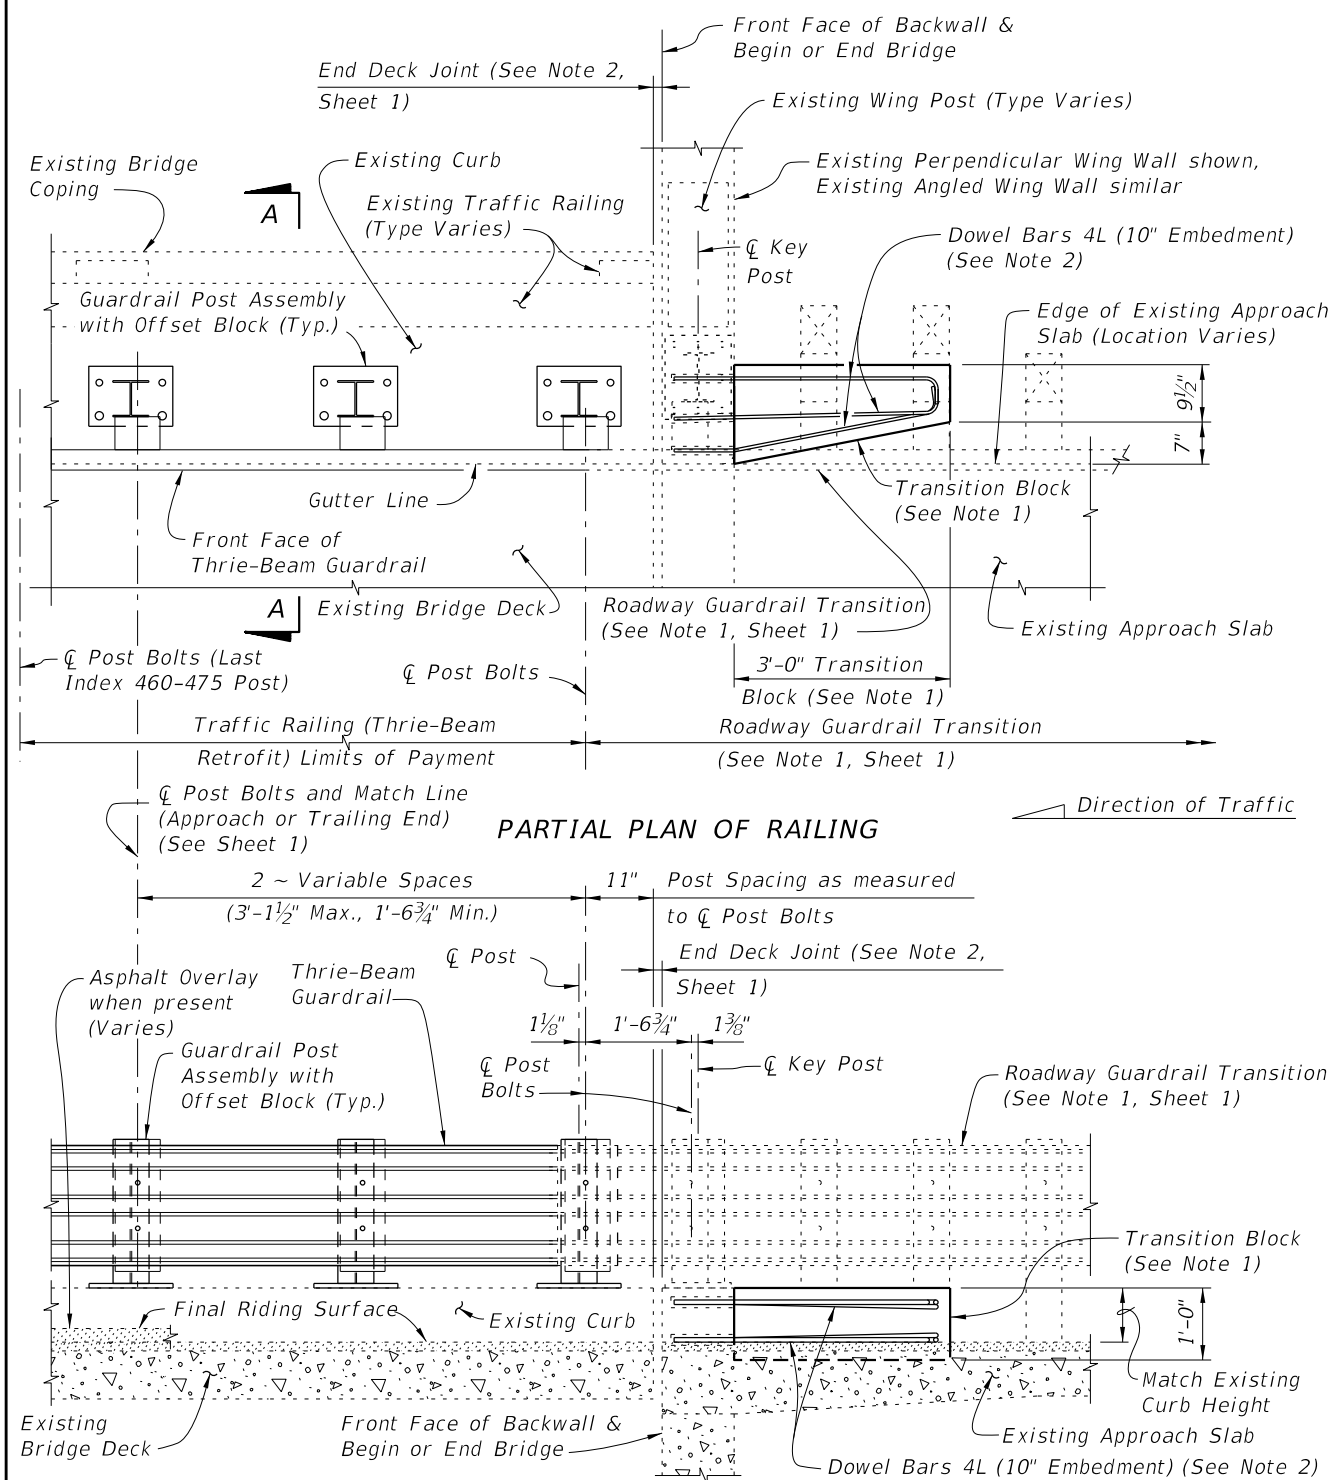 Front Face of Backwall &
Begin or End Bridge
End Deck Joint (See Note 2,
Sheet 1)
Existing Wing Post (Type Varies)
Existing Bridge
Coping
Existing Curb
Existing Perpendicular Wing Wall shown,
Existing Angled Wing Wall similar
A
Existing Traffic Railing
(Type Varies)
℄ Key
Post
Dowel Bars 4L (10" Embedment)
(See Note 2)
Guardrail Post Assembly
with Offset Block (Typ.)
Edge of Existing Approach
Slab (Location Varies)
9½"
7"
Gutter Line
Transition Block
(See Note 1)
Front Face of
Thrie-Beam Guardrail
A
Existing Bridge Deck
Roadway Guardrail Transition
(See Note 1, Sheet 1)
Existing Approach Slab
℄ Post Bolts (Last
Index 460-475 Post)
℄ Post Bolts
3'-0" Transition
Block (See Note 1)
Traffic Railing (Thrie-Beam
Retrofit) Limits of Payment
Roadway Guardrail Transition
(See Note 1, Sheet 1)
℄ Post Bolts and Match Line
(Approach or Trailing End)
(See Sheet 1)
PARTIAL PLAN OF RAILING
Direction of Traffic
2 ~ Variable Spaces
(3'-1½" Max., 1'-6¾" Min.)
11"
Post Spacing as measured
to ℄ Post Bolts
Asphalt Overlay
when present
(Varies)
Thrie-Beam
Guardrail
℄ Post
End Deck Joint (See Note 2,
Sheet 1)
1⅛"
1'-6¾"
1⅜"
Guardrail Post
Assembly with
Offset Block (Typ.)
℄ Post
Bolts
℄ Key Post
Roadway Guardrail Transition
(See Note 1, Sheet 1)
Transition Block
(See Note 1)
Final Riding Surface
Existing Curb
1'-0"
Match Existing
Curb Height
Existing
Bridge Deck
Front Face of Backwall &
Begin or End Bridge
Existing Approach Slab
Dowel Bars 4L (10" Embedment) (See Note 2)